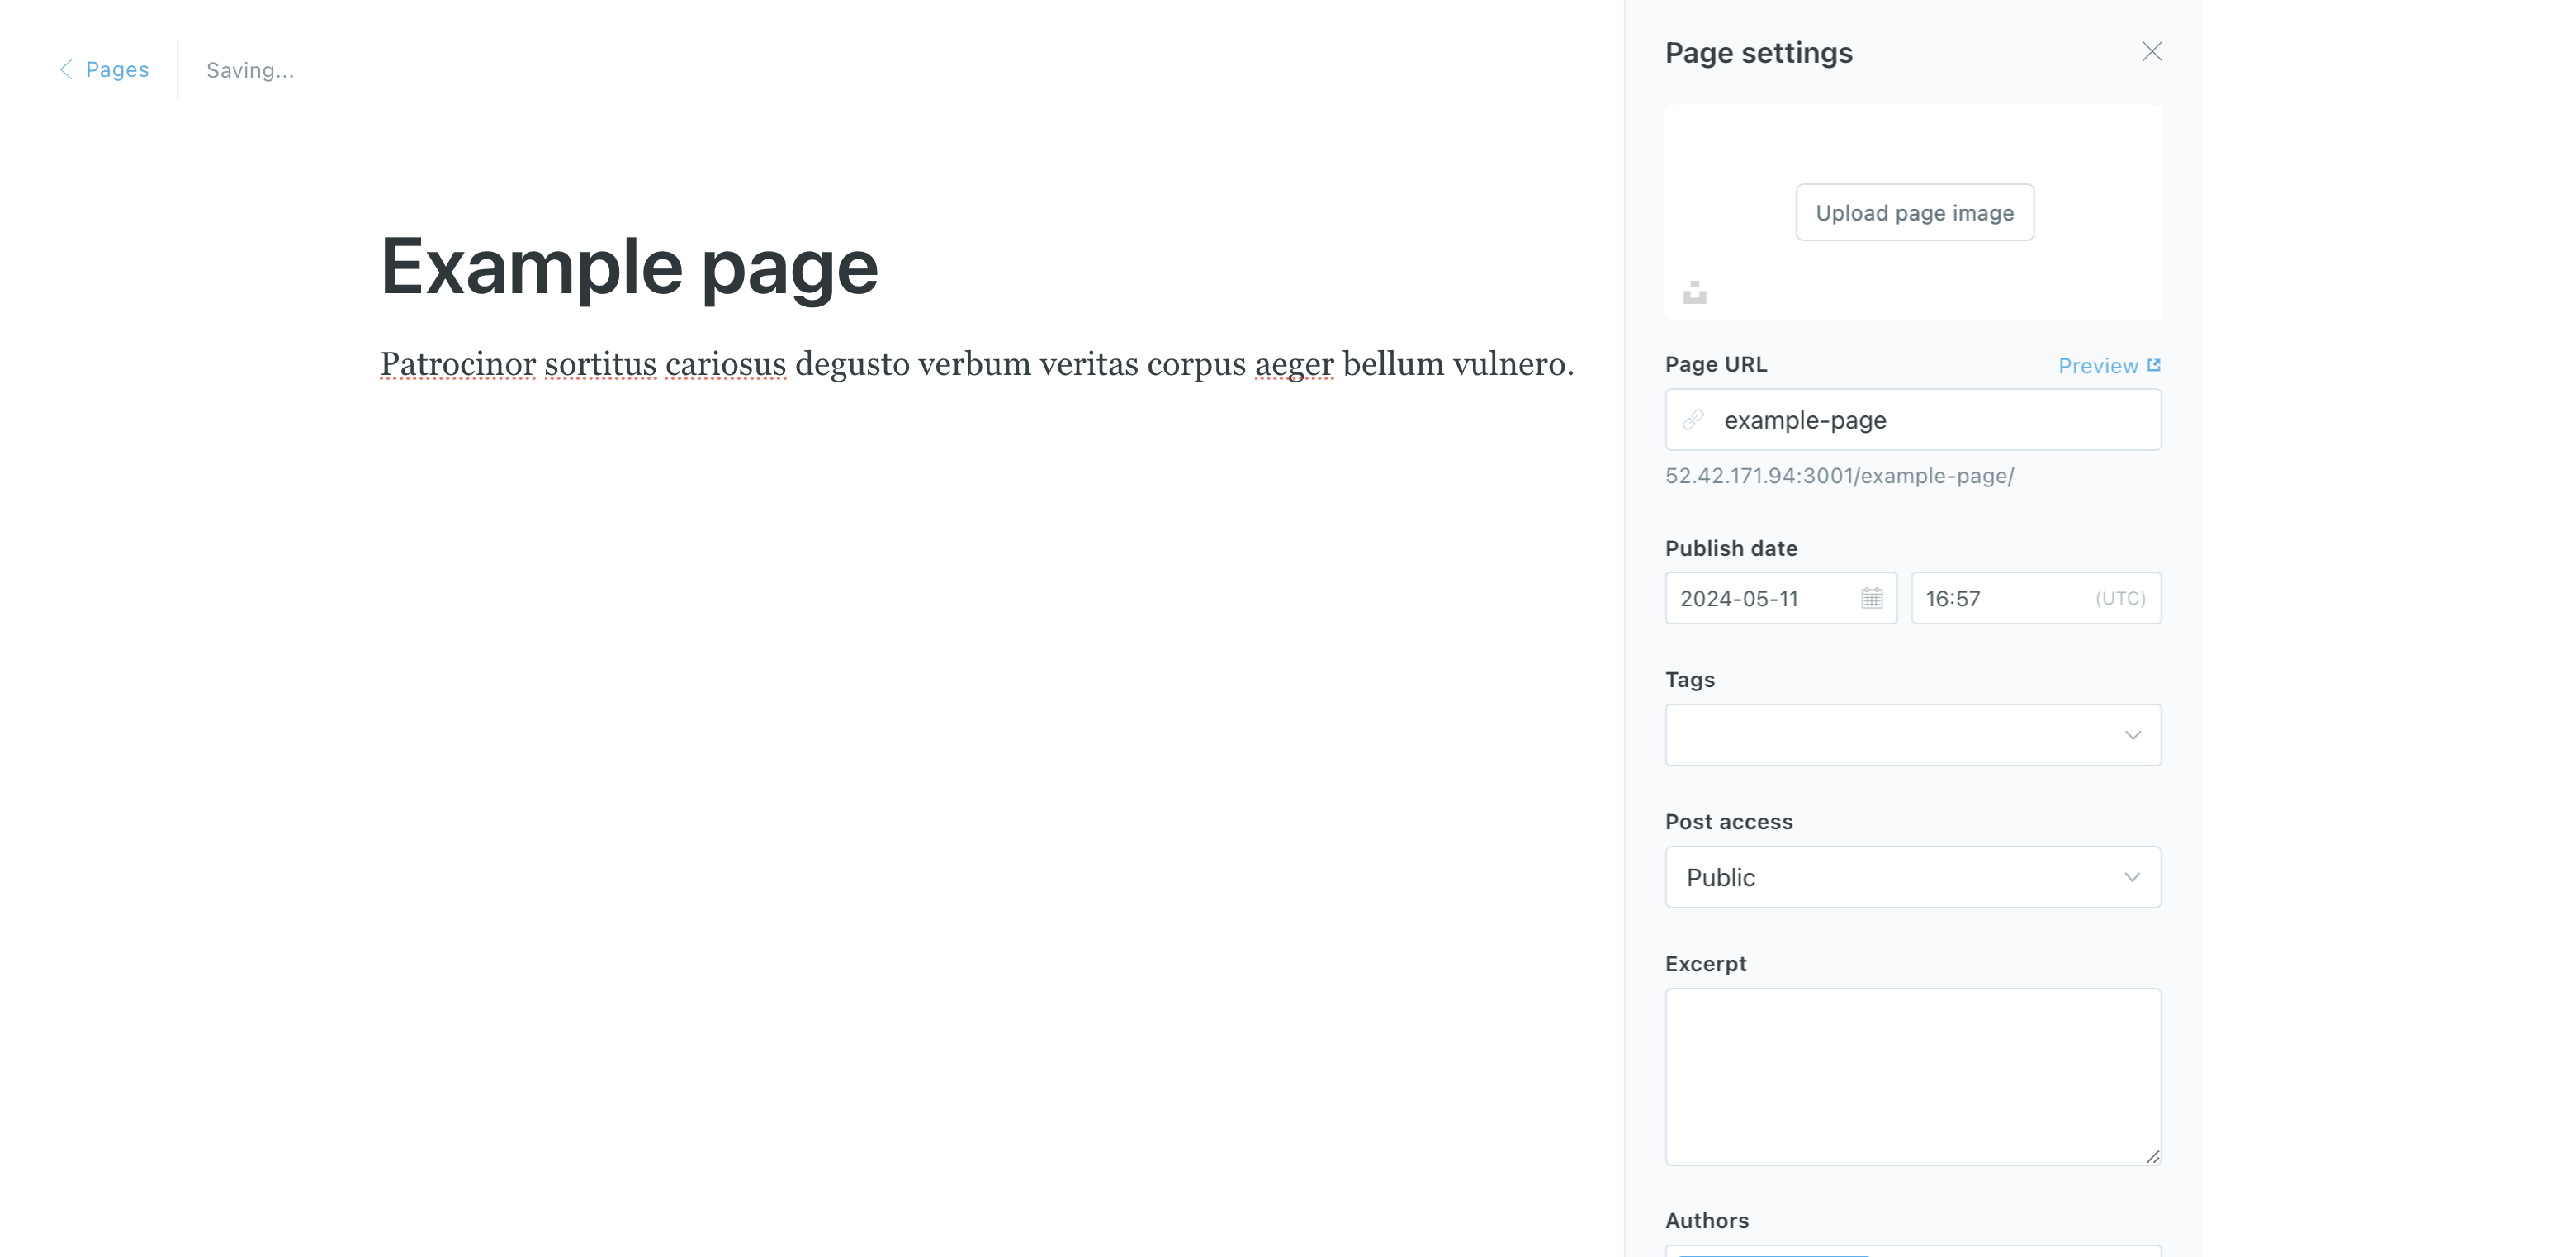 Pages
Saving...
Example page
Patrocinor sortitus cariosus degusto verbum veritas corpus aeger bellum vulnero.
Page settings
Upload page image
Page URL
Preview
example-page
52.42.171.94:3001/example-page/
Publish date
2024-05-11
16:57
(UTC)
Tags
Post access
Public
Excerpt
Authors